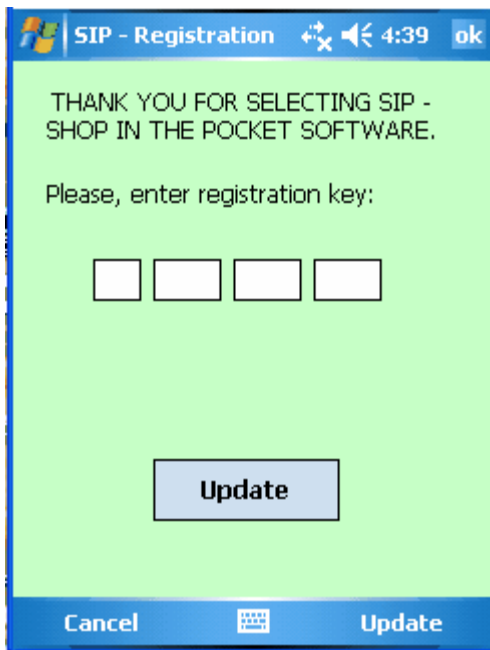 SIP - Registration 4:39 ok
THANK YOU FOR SELECTING SIP -
SHOP IN THE POCKET SOFTWARE.
Please, enter registration key:
Update
Cancel Update